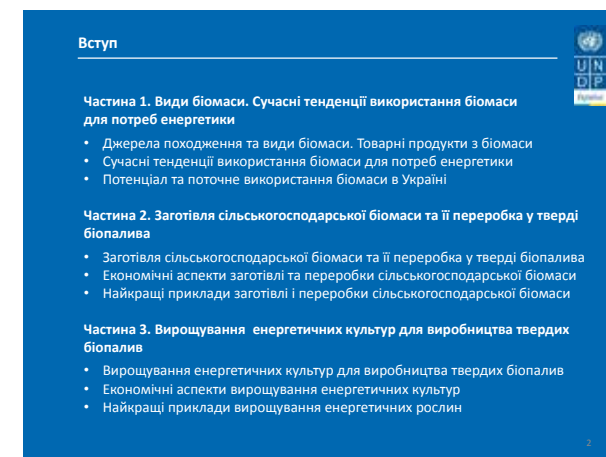 Вступ
U N
D P
Частина 1. Види біомаси. Сучасні тенденції використання біомаси
для потреб енергетики
• Джерела походження та види біомаси. Товарні продукти з біомаси
• Сучасні тенденції використання біомаси для потреб енергетики
• Потенціал та поточне використання біомаси в Україні
Частина 2. Заготівля сільськогосподарської біомаси та її переробка у тверді
біопалива
• Заготівля сільськогосподарської біомаси та її переробка у тверді біопалива
• Економічні аспекти заготівлі та переробки сільськогосподарської біомаси
• Найкращі приклади заготівлі і переробки сільськогосподарської біомаси
Частина 3. Вирощування  енергетичних культур для виробництва твердих
біопалив
• Вирощування енергетичних культур для виробництва твердих біопалив
• Економічні аспекти вирощування енергетичних культур
• Найкращі приклади вирощування енергетичних рослин
2